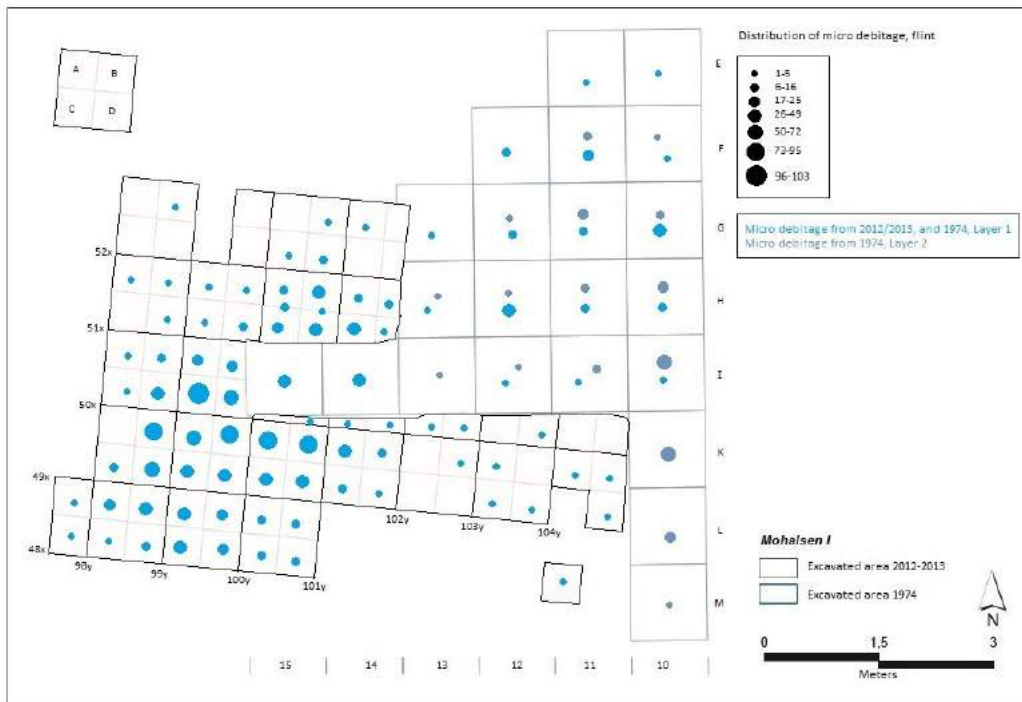 Distribution of micro debitage, flint
1-5
6-16
17-25
26-49
50-72
73-95
96-103
Micro debitage from 2012/2013, and 1974, Layer 1
Micro debitage from 1974, Layer 2
A B
C D
E
F
G
H
I
K
L
M
52x
51x
50x
49x
48x
98y 99y 100y 101y
102y 103y 104y
15 14 13 12 11 10
Mohalsen I
Excavated area 2012-2013
Excavated area 1974
N
0 1,5 3
Meters